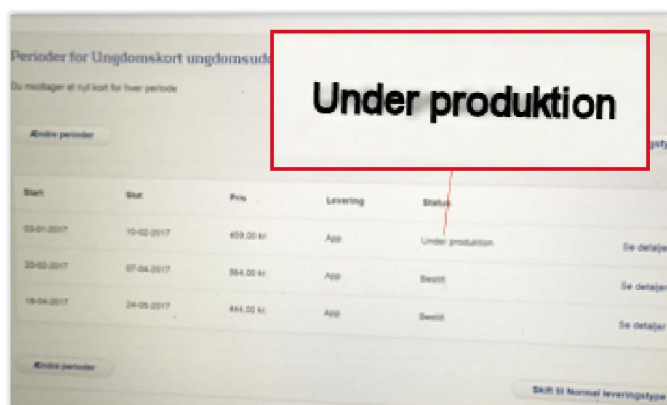 Perioder for Ungdomskort ungdomsudd
Du modtager et nyt kort for hver periode
Under produktion
Ændre perioder
Start Slut Pris Levering Status
03-01-2017 10-02-2017 459,00 kr. App Under produktion Se detaljer
20-02-2017 07-04-2017 564,00 kr. App Bestilt Se detaljer
18-04-2017 24-05-2017 444,00 kr. App Bestilt Se detaljer
Ændre perioder
Skift til Normal leveringstype